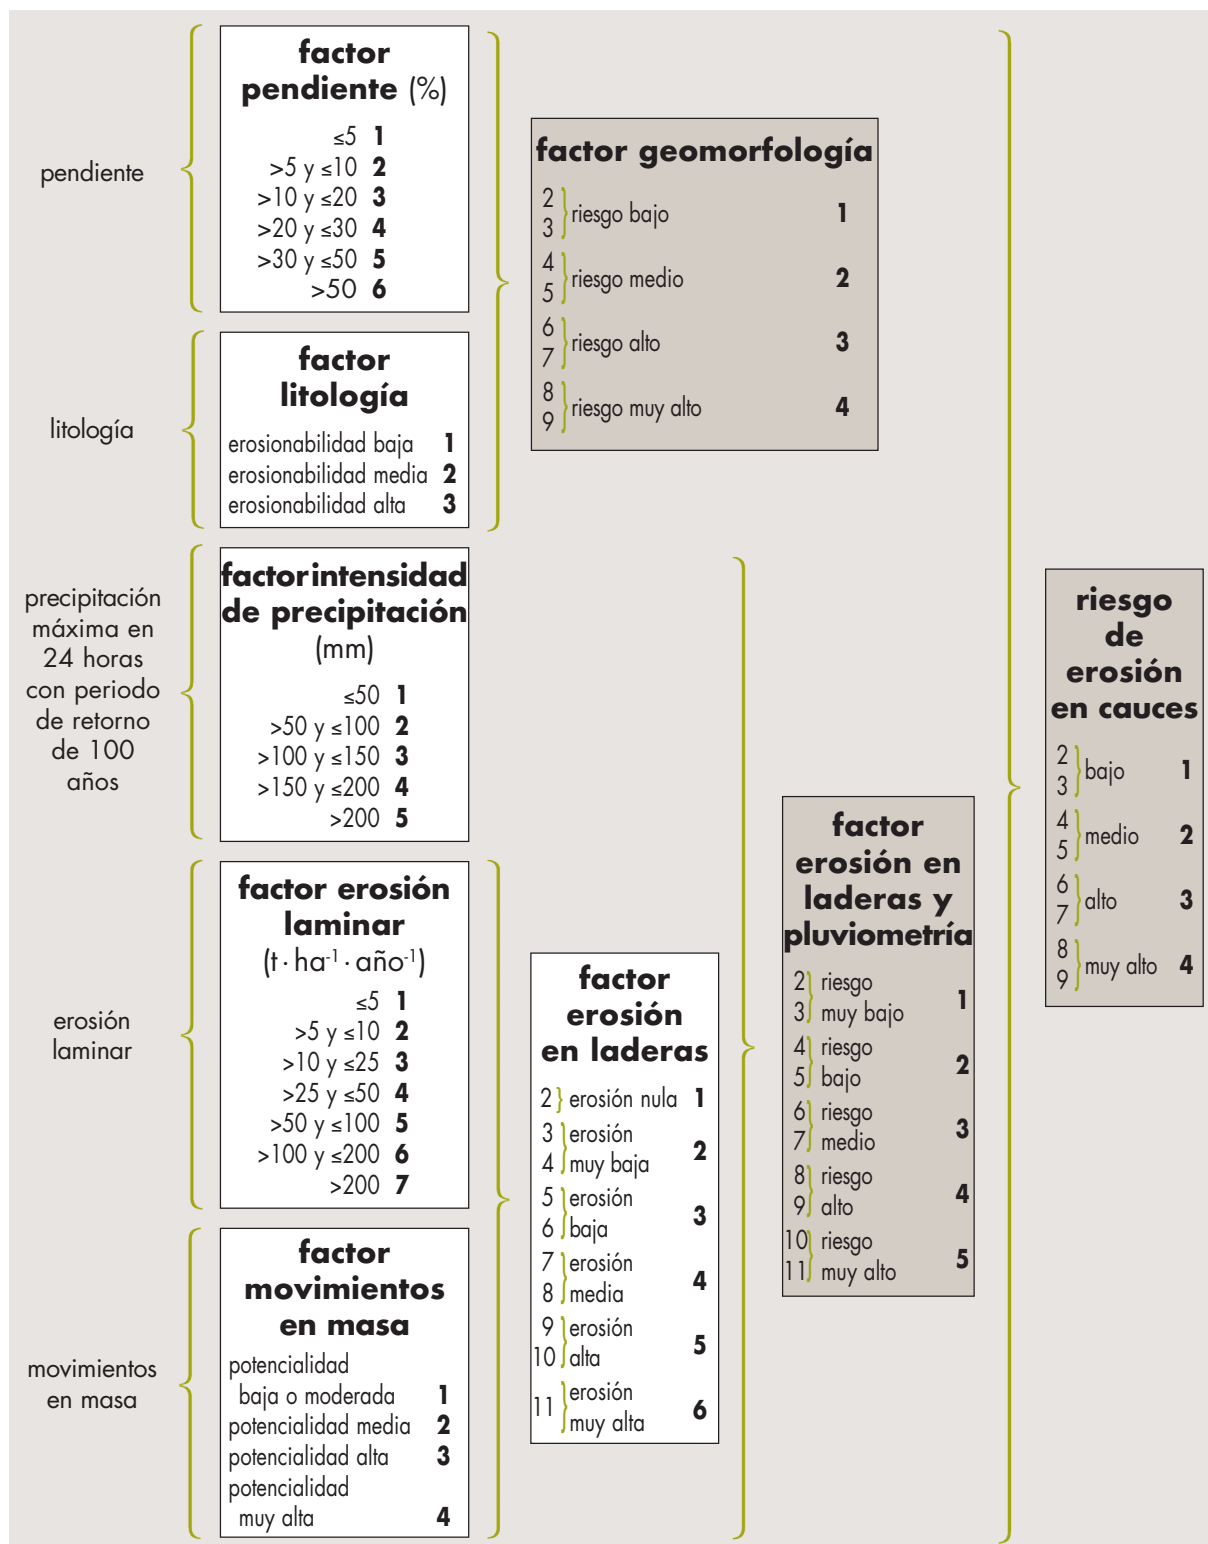 pendiente
factor
pendiente (%)
≤5 1
>5 y ≤10 2
>10 y ≤20 3
>20 y ≤30 4
>30 y ≤50 5
>50 6
litología
factor
litología
erosionabilidad baja 1
erosionabilidad media 2
erosionabilidad alta 3
factor geomorfología
2
3
riesgo bajo 1
4
5
riesgo medio 2
6
7
riesgo alto 3
8
9
riesgo muy alto 4
precipitación
máxima en
24 horas
con periodo
de retorno
de 100
años
factor intensidad
de precipitación
(mm)
≤50 1
>50 y ≤100 2
>100 y ≤150 3
>150 y ≤200 4
>200 5
erosión
laminar
factor erosión
laminar
(t·ha⁻¹·año⁻¹)
≤5 1
>5 y ≤10 2
>10 y ≤25 3
>25 y ≤50 4
>50 y ≤100 5
>100 y ≤200 6
>200 7
movimientos
en masa
factor
movimientos
en masa
potencialidad
baja o moderada 1
potencialidad media 2
potencialidad alta 3
potencialidad
muy alta 4
factor
erosión
en laderas
2 erosión nula 1
3 erosión
4 muy baja 2
5 erosión
6 baja 3
7 erosión
8 media 4
9 erosión
10 alta 5
11 erosión
muy alta 6
factor
erosión en
laderas y
pluviometría
2 riesgo
3 muy bajo 1
4 riesgo
5 bajo 2
6 riesgo
7 medio 3
8 riesgo
9 alto 4
10 riesgo
11 muy alto 5
riesgo
de
erosión
en cauces
2
3
bajo 1
4
5
medio 2
6
7
alto 3
8
9
muy alto 4